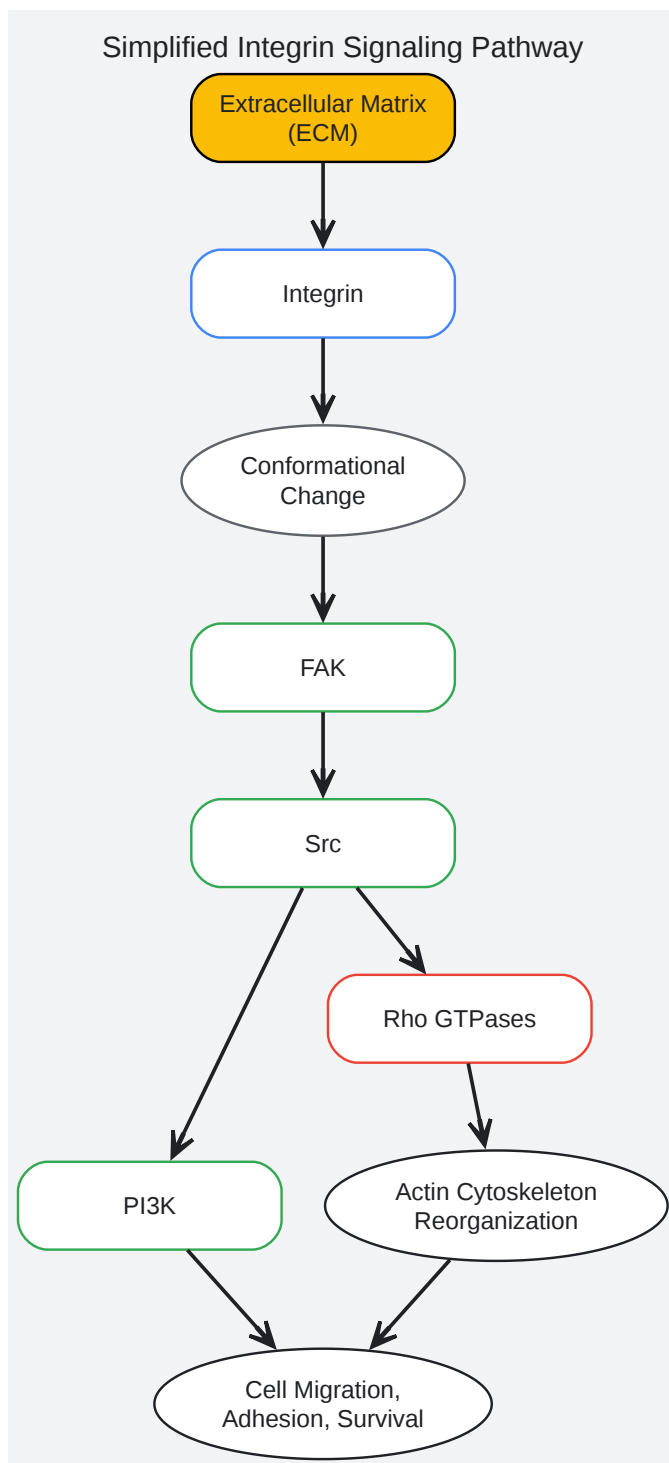 Simplified Integrin Signaling Pathway
Extracellular Matrix
(ECM)
Integrin
Conformational
Change
FAK
Src
Rho GTPases
PI3K
Actin Cytoskeleton
Reorganization
Cell Migration,
Adhesion, Survival